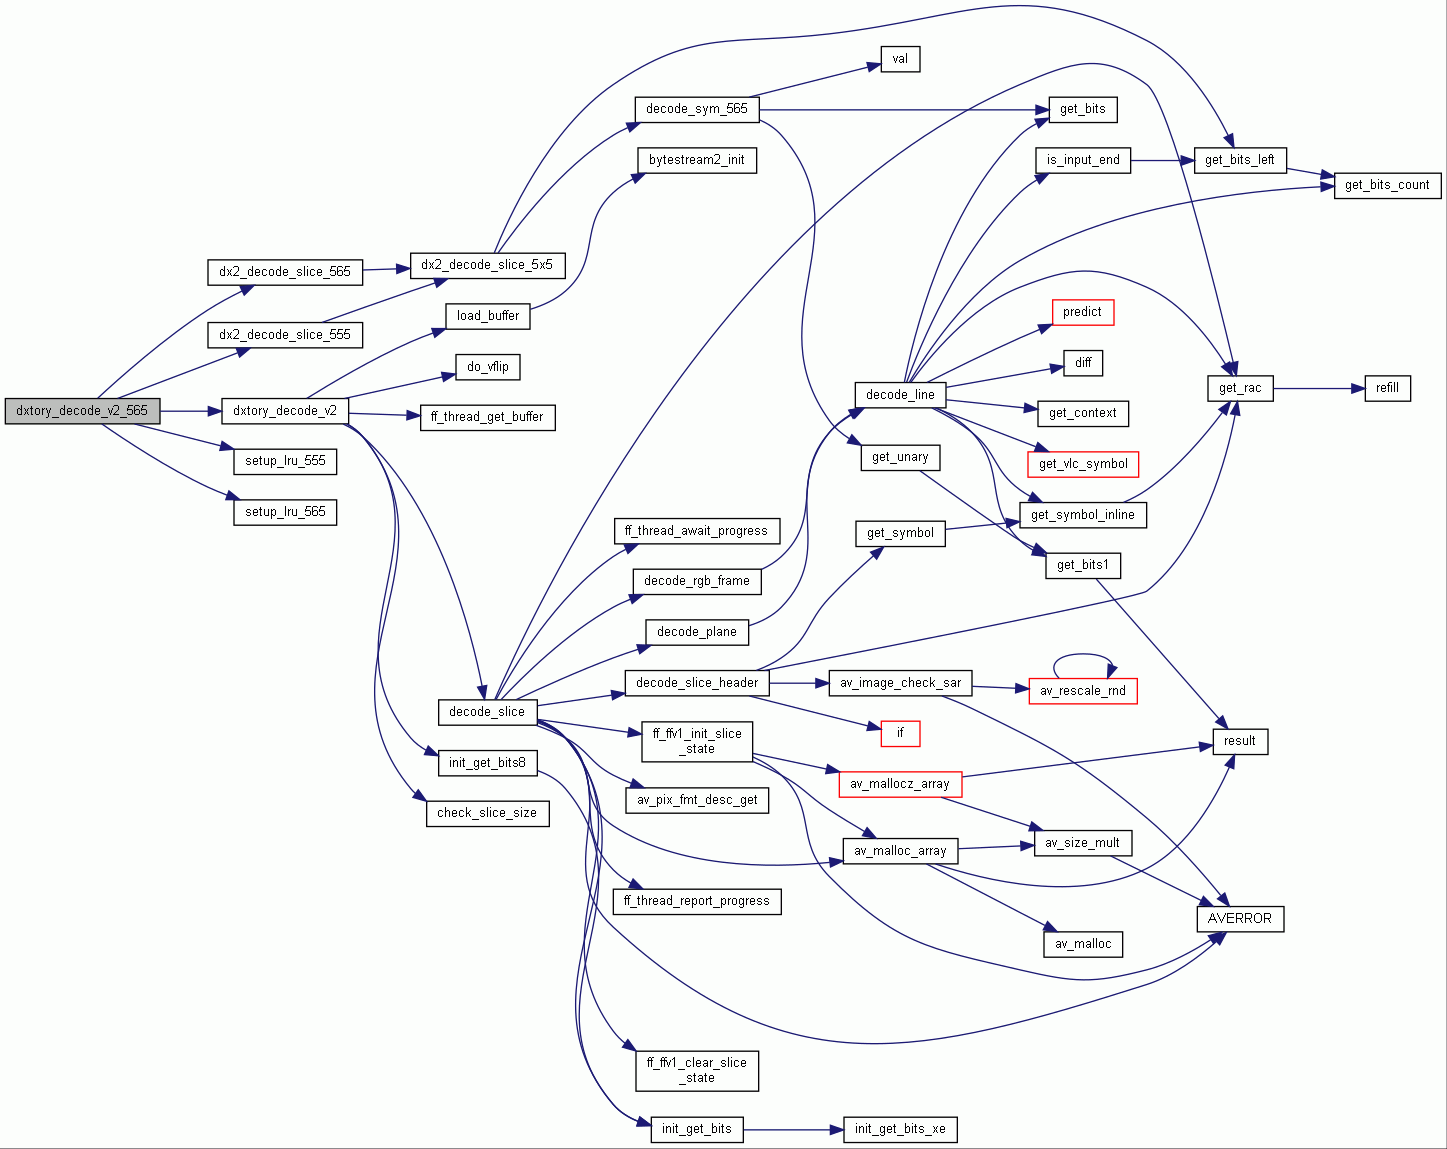 val
decode_sym_565
get_bits
bytestream2_init
is_input_end
get_bits_left
get_bits_count
dx2_decode_slice_565
dx2_decode_slice_5x5
load_buffer
predict
dx2_decode_slice_555
do_vflip
diff
decode_line
get_rac
refill
dxtory_decode_v2_565
dxtory_decode_v2
ff_thread_get_buffer
get_context
setup_lru_555
get_unary
get_vlc_symbol
setup_lru_565
get_symbol_inline
ff_thread_await_progress
get_symbol
get_bits1
decode_rgb_frame
decode_plane
decode_slice_header
av_image_check_sar
av_rescale_rnd
decode_slice
ff_ffv1_init_slice
_state
if
result
init_get_bits8
av_mallocz_array
av_pix_fmt_desc_get
check_slice_size
av_malloc_array
av_size_mult
ff_thread_report_progress
AVERROR
av_malloc
ff_ffv1_clear_slice
_state
init_get_bits
init_get_bits_xe